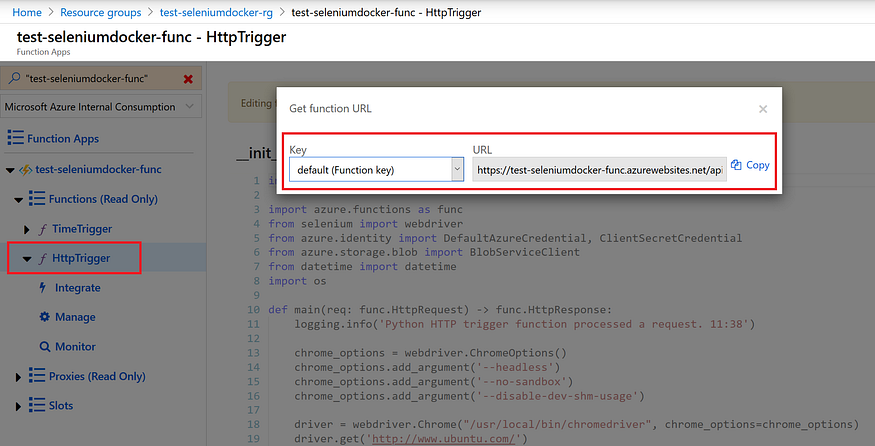 Home > Resource groups > test-seleniumdocker-rg > test-seleniumdocker-func - HttpTrigger
test-seleniumdocker-func - HttpTrigger
Function Apps
"test-seleniumdocker-func"
Microsoft Azure Internal Consumption
Function Apps
test-seleniumdocker-func
Functions (Read Only)
TimeTrigger
HttpTrigger
Integrate
Manage
Monitor
Proxies (Read Only)
Slots
Editing
Get function URL
Key
URL
default (Function key)
https://test-seleniumdocker-func.azurewebsites.net/api
Copy
__init_
1
2
3 import azure.functions as func
4 from selenium import webdriver
5 from azure.identity import DefaultAzureCredential, ClientSecretCredential
6 from azure.storage.blob import BlobServiceClient
7 from datetime import datetime
8 import os
9
10 def main(req: func.HttpRequest) -> func.HttpResponse:
11 logging.info('Python HTTP trigger function processed a request. 11:38')
12
13 chrome_options = webdriver.ChromeOptions()
14 chrome_options.add_argument('--headless')
15 chrome_options.add_argument('--no-sandbox')
16 chrome_options.add_argument('--disable-dev-shm-usage')
17
18 driver = webdriver.Chrome("/usr/local/bin/chromedriver", chrome_options=chrome_options)
19 driver.get('http://www.ubuntu.com/')